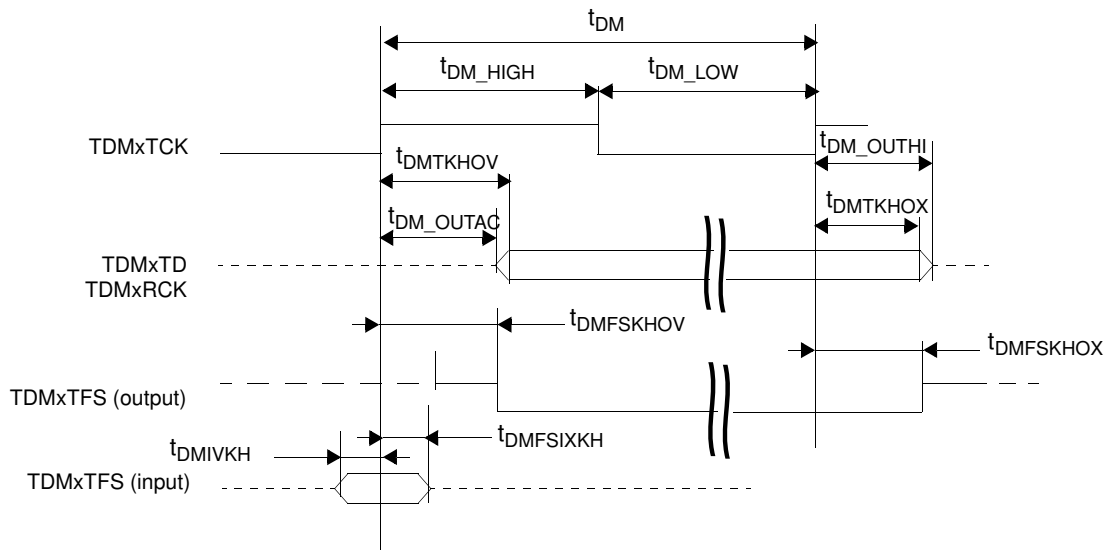 tDM
tDM_HIGH
tDM_LOW
TDMxTCK
tDMTKHOV
tDM_OUTHI
tDM_OUTAC
tDMTKHOX
TDMxTD
TDMxRCK
tDMFSKHOV
tDMFSKHOX
TDMxTFS (output)
tDMIVKH
tDMFSIXKH
TDMxTFS (input)